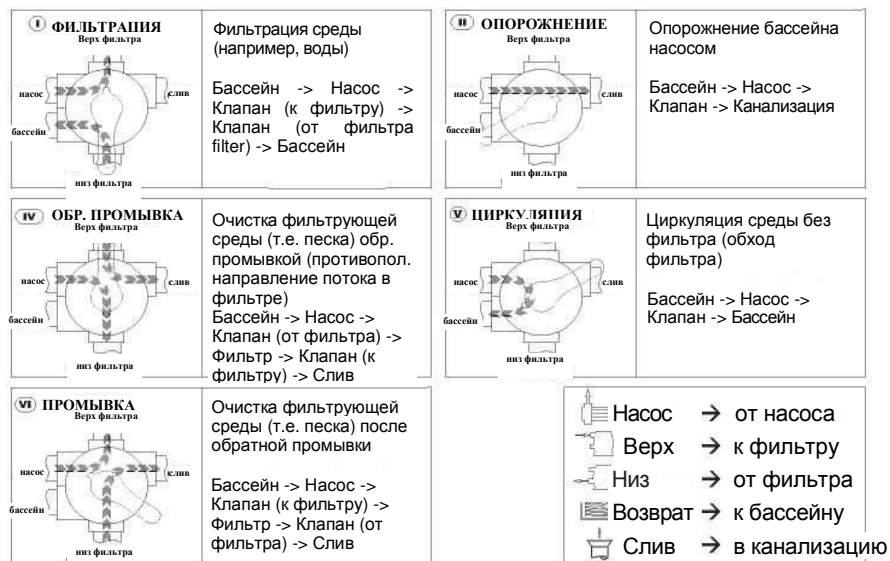 I ФИЛЬТРАПИЯ
Верх фильтра
насос
слив
бассейн
низ фильтра
Фильтрация среды
(например, воды)
Бассейн -> Насос ->
Клапан (к фильтру) ->
Клапан (от фильтра
filter) -> Бассейн
II ОПОРОЖНЕНИЕ
Верх фильтра
насос
слив
бассейн
низ фильтра
Опорожнение бассейна
насосом
Бассейн -> Насос ->
Клапан -> Канализация
IV ОБР. ПРОМЫВКА
Верх фильтра
насос
слив
бассейн
низ фильтра
Очистка фильтрующей
среды (т.е. песка) обр.
промывкой (противопол.
направление потока в
фильтре)
Бассейн -> Насос ->
Клапан (от фильтра) ->
Фильтр -> Клапан (к
фильтру) -> Слив
V ЦИРКУЛЯПИЯ
Верх фильтра
насос
слив
бассейн
низ фильтра
Циркуляция среды без
фильтра (обход
фильтра)
Бассейн -> Насос ->
Клапан -> Бассейн
VI ПРОМЫВКА
Верх фильтра
насос
слив
бассейн
низ фильтра
Очистка фильтрующей
среды (т.е. песка) после
обратной промывки
Бассейн -> Насос ->
Клапан (к фильтру) ->
Фильтр -> Клапан (от
фильтра) -> Слив
Насос → от насоса
Верх → к фильтру
Низ → от фильтра
Возврат → к бассейну
Слив → в канализацию